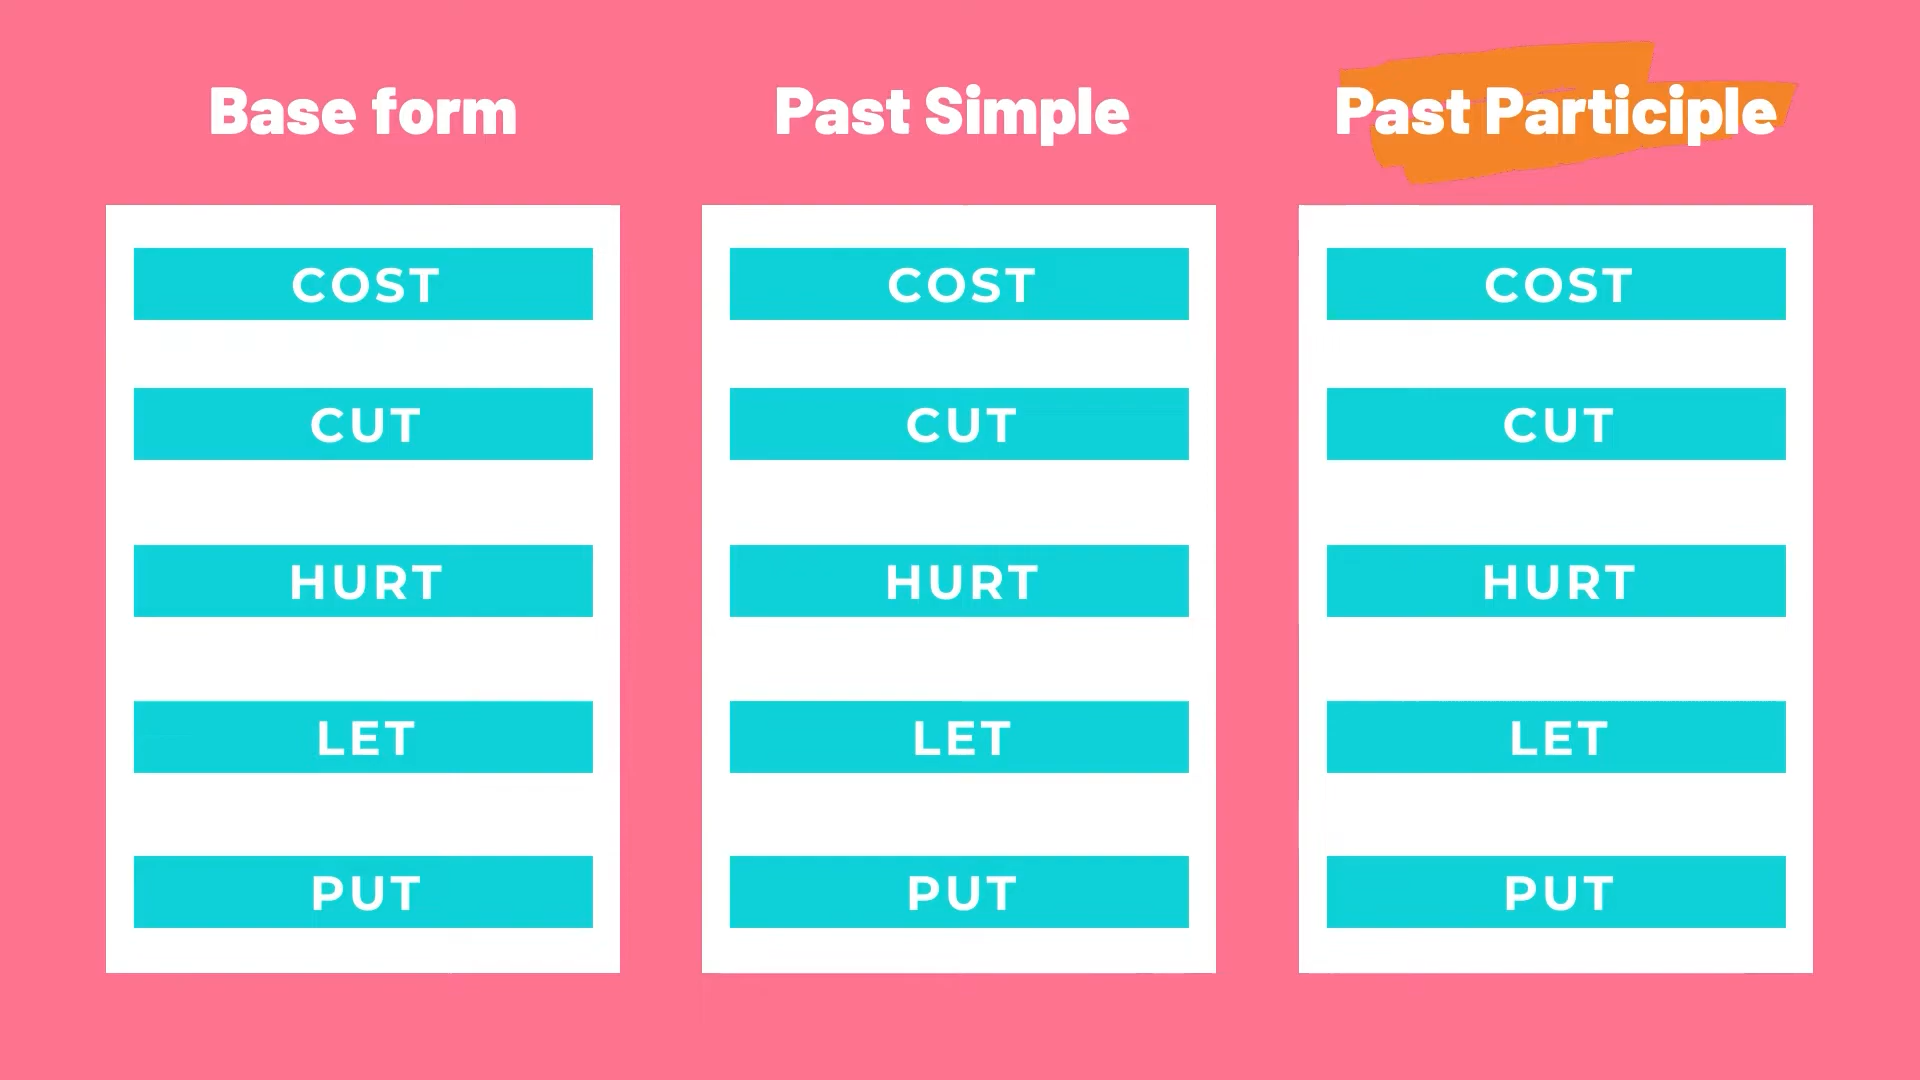 Base form Past Simple Past Participle
COST COST COST
CUT CUT CUT
HURT HURT HURT
LET LET LET
PUT PUT PUT